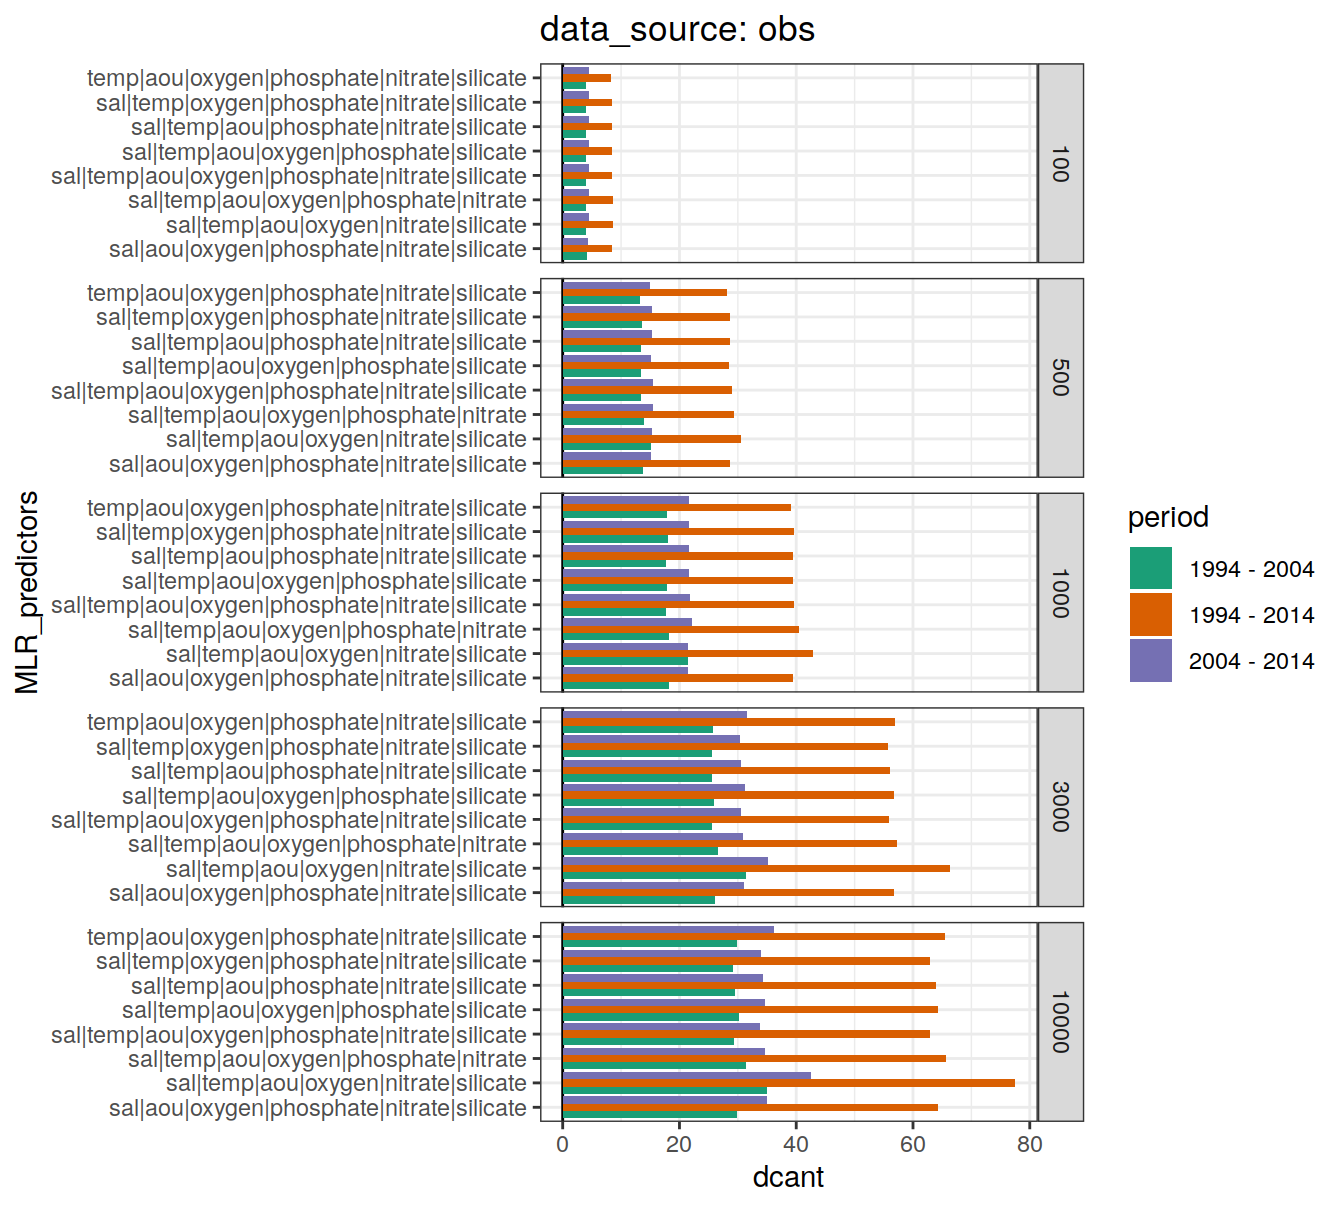 data_source: obs
temp|aou|oxygen|phosphate|nitrate|silicate
sal|temp|oxygen|phosphate|nitrate|silicate
sal|temp|aou|phosphate|nitrate|silicate
sal|temp|aou|oxygen|phosphate|silicate
sal|temp|aou|oxygen|phosphate|nitrate|silicate
sal|temp|aou|oxygen|phosphate|nitrate
sal|temp|aou|oxygen|nitrate|silicate
sal|aou|oxygen|phosphate|nitrate|silicate
100
temp|aou|oxygen|phosphate|nitrate|silicate
sal|temp|oxygen|phosphate|nitrate|silicate
sal|temp|aou|phosphate|nitrate|silicate
sal|temp|aou|oxygen|phosphate|silicate
sal|temp|aou|oxygen|phosphate|nitrate|silicate
sal|temp|aou|oxygen|phosphate|nitrate
sal|temp|aou|oxygen|nitrate|silicate
sal|aou|oxygen|phosphate|nitrate|silicate
500
temp|aou|oxygen|phosphate|nitrate|silicate
sal|temp|oxygen|phosphate|nitrate|silicate
sal|temp|aou|phosphate|nitrate|silicate
sal|temp|aou|oxygen|phosphate|silicate
sal|temp|aou|oxygen|phosphate|nitrate|silicate
sal|temp|aou|oxygen|phosphate|nitrate
sal|temp|aou|oxygen|nitrate|silicate
sal|aou|oxygen|phosphate|nitrate|silicate
1000
temp|aou|oxygen|phosphate|nitrate|silicate
sal|temp|oxygen|phosphate|nitrate|silicate
sal|temp|aou|phosphate|nitrate|silicate
sal|temp|aou|oxygen|phosphate|silicate
sal|temp|aou|oxygen|phosphate|nitrate|silicate
sal|temp|aou|oxygen|phosphate|nitrate
sal|temp|aou|oxygen|nitrate|silicate
sal|aou|oxygen|phosphate|nitrate|silicate
3000
temp|aou|oxygen|phosphate|nitrate|silicate
sal|temp|oxygen|phosphate|nitrate|silicate
sal|temp|aou|phosphate|nitrate|silicate
sal|temp|aou|oxygen|phosphate|silicate
sal|temp|aou|oxygen|phosphate|nitrate|silicate
sal|temp|aou|oxygen|phosphate|nitrate
sal|temp|aou|oxygen|nitrate|silicate
sal|aou|oxygen|phosphate|nitrate|silicate
10000
MLR_predictors
0 20 40 60 80
dcant
period
1994 - 2004
1994 - 2014
2004 - 2014